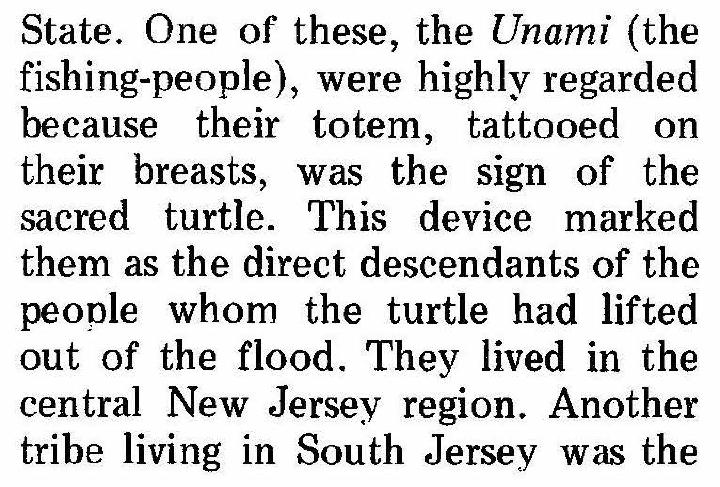 State. One of these, the Unami (the
fishing-people), were highly regarded
because their totem, tattooed on
their breasts, was the sign of the
sacred turtle. This device marked
them as the direct descendants of the
people whom the turtle had lifted
out of the flood. They lived in the
central New Jersey region. Another
tribe living in South Jersey was the